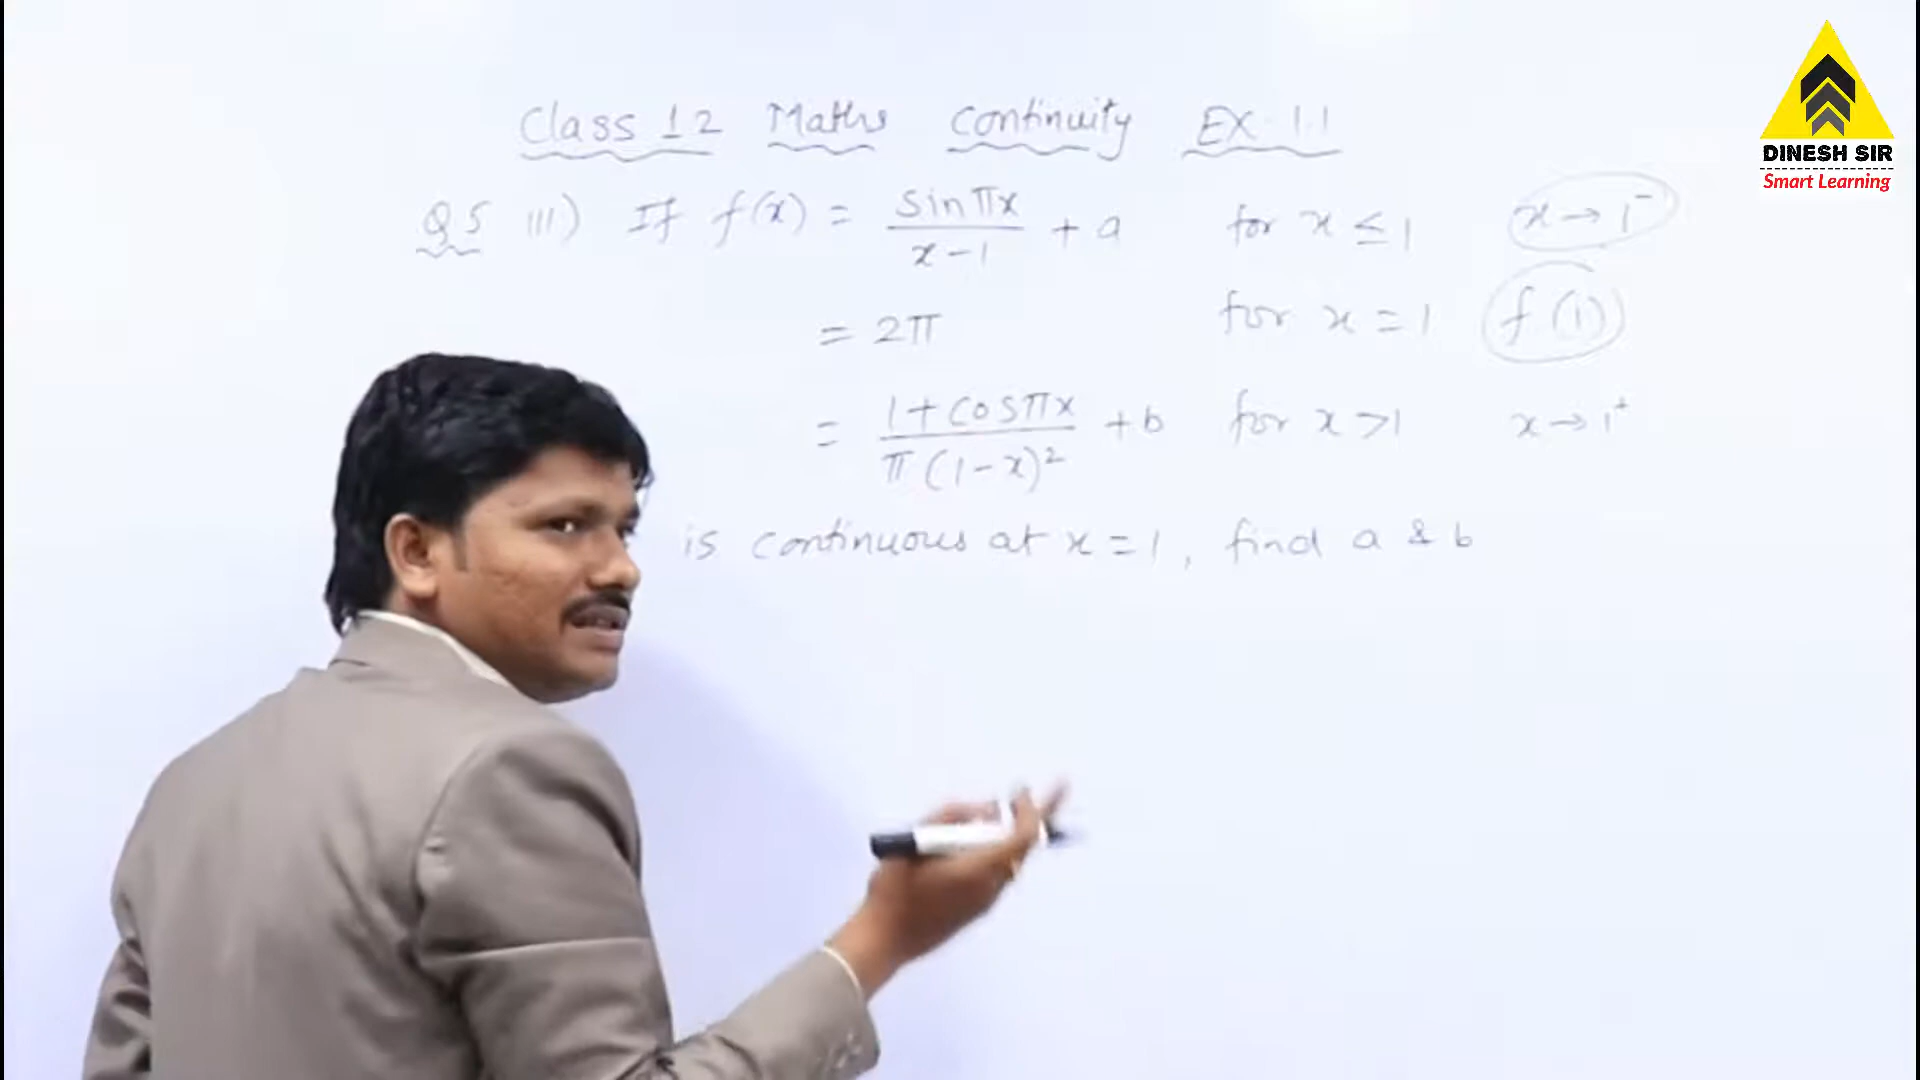 Class 12 Maths Continuity EX 1.1
Q5 III) If f(x) = sinπx / x-1 + a for x ≤ 1 x → 1⁻
= 2π for x = 1 f(1)
= 1+cosπx / π(1-x)² + b for x > 1 x → 1⁺
is continuous at x = 1, find a & b
DINESH SIR
Smart Learning